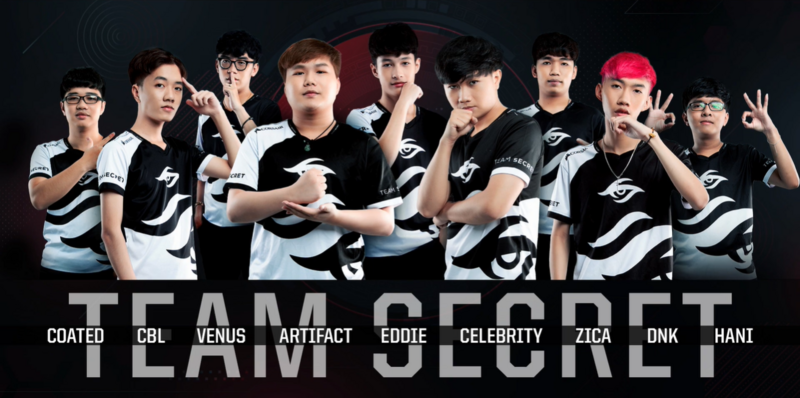 TEAM SECRET
COATED CBL VENUS ARTIFACT EDDIE CELEBRITY ZICA DNK HANI